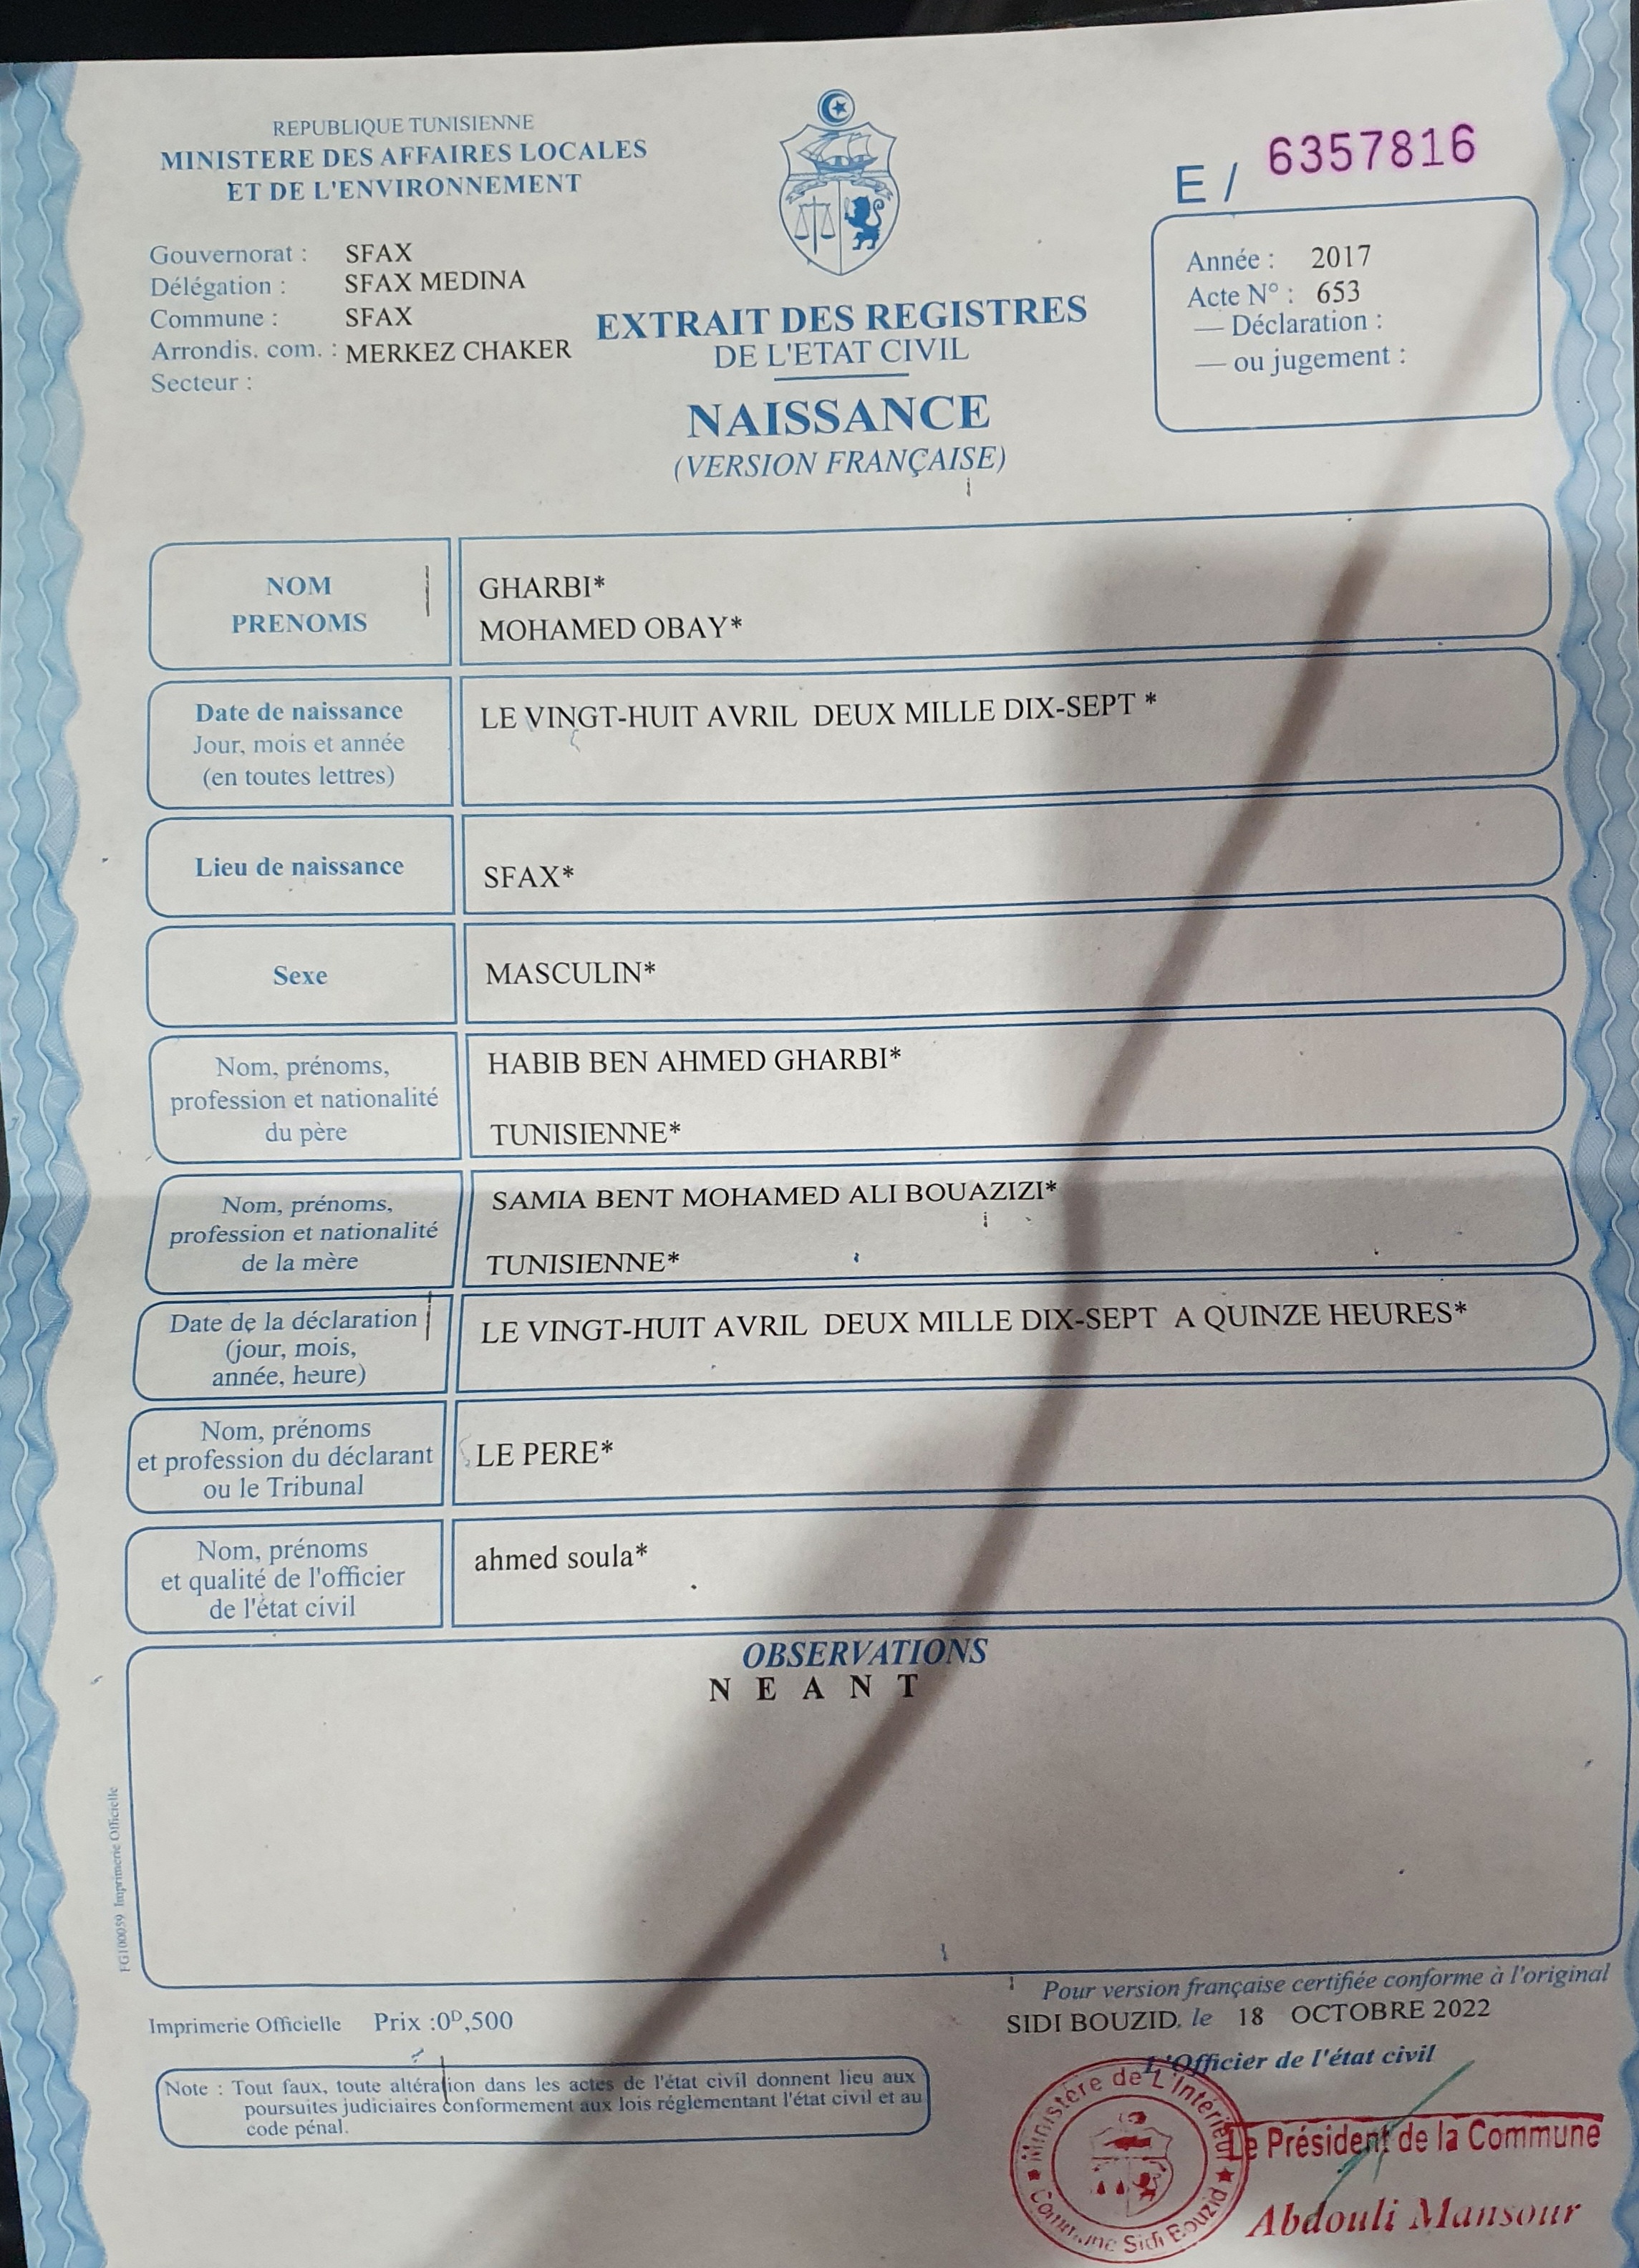 REPUBLIQUE TUNISIENNE
MINISTERE DES AFFAIRES LOCALES
ET DE L'ENVIRONNEMENT
Gouvernorat : SFAX
Délégation : SFAX MEDINA
Commune : SFAX
Arrondis. com. : MERKEZ CHAKER
Secteur :
EXTRAIT DES REGISTRES
DE L'ETAT CIVIL
NAISSANCE
(VERSION FRANÇAISE)
E / 6357816
Année : 2017
Acte N° : 653
— Déclaration :
— ou jugement :
NOM
PRENOMS
GHARBI*
MOHAMED OBAY*
Date de naissance
Jour, mois et année
(en toutes lettres)
LE VINGT-HUIT AVRIL DEUX MILLE DIX-SEPT *
Lieu de naissance
SFAX*
Sexe
MASCULIN*
Nom, prénoms,
profession et nationalité
du père
HABIB BEN AHMED GHARBI*
TUNISIENNE*
Nom, prénoms,
profession et nationalité
de la mère
SAMIA BENT MOHAMED ALI BOUAZIZI*
TUNISIENNE*
Date de la déclaration
(jour, mois,
année, heure)
LE VINGT-HUIT AVRIL DEUX MILLE DIX-SEPT A QUINZE HEURES*
Nom, prénoms
et profession du déclarant
ou le Tribunal
LE PERE*
Nom, prénoms
et qualité de l'officier
de l'état civil
ahmed soula*
OBSERVATIONS
N E A N T
FG100059 Imprimerie Officielle
Pour version française certifiée conforme à l'original
SIDI BOUZID, le 18 OCTOBRE 2022
L'Officier de l'état civil
Imprimerie Officielle Prix :0ᴰ,500
Note : Tout faux, toute altération dans les actes de l'état civil donnent lieu aux
poursuites judiciaires conformement aux lois réglementant l'état civil et au
code pénal.
Ministère de L'Intérieur
Commune Sidi Bouzid
Le Président de la Commune
Abdouli Mansour